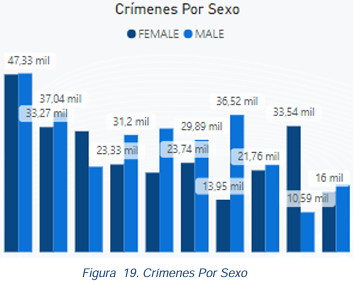 Crímenes Por Sexo
FEMALE MALE
47,33 mil
37,04 mil
33,27 mil
23,33 mil
31,2 mil
23,74 mil
29,89 mil
13,95 mil
36,52 mil
21,76 mil
33,54 mil
10,59 mil
16 mil
Figura 19. Crímenes Por Sexo